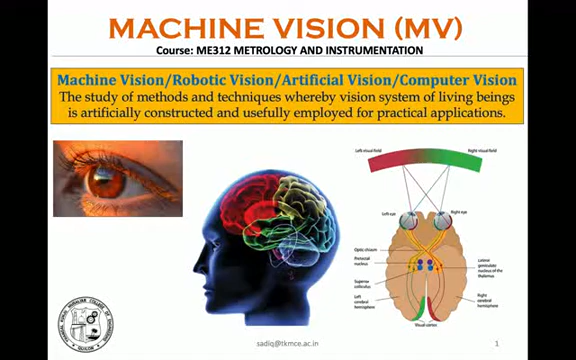 MACHINE VISION (MV)
Course: ME312 METROLOGY AND INSTRUMENTATION
Machine Vision/Robotic Vision/Artificial Vision/Computer Vision
The study of methods and techniques whereby vision system of living beings
is artificially constructed and usefully employed for practical applications.
Left visual field
Right visual field
Left eye
Right eye
Optic chiasm
Pretectal
nucleus
Superior
colliculus
Left
cerebral
hemisphere
Lateral
geniculate
nucleus of the
thalamus
Right
cerebral
hemisphere
Visual cortex
sadiq@tkmce.ac.in
1